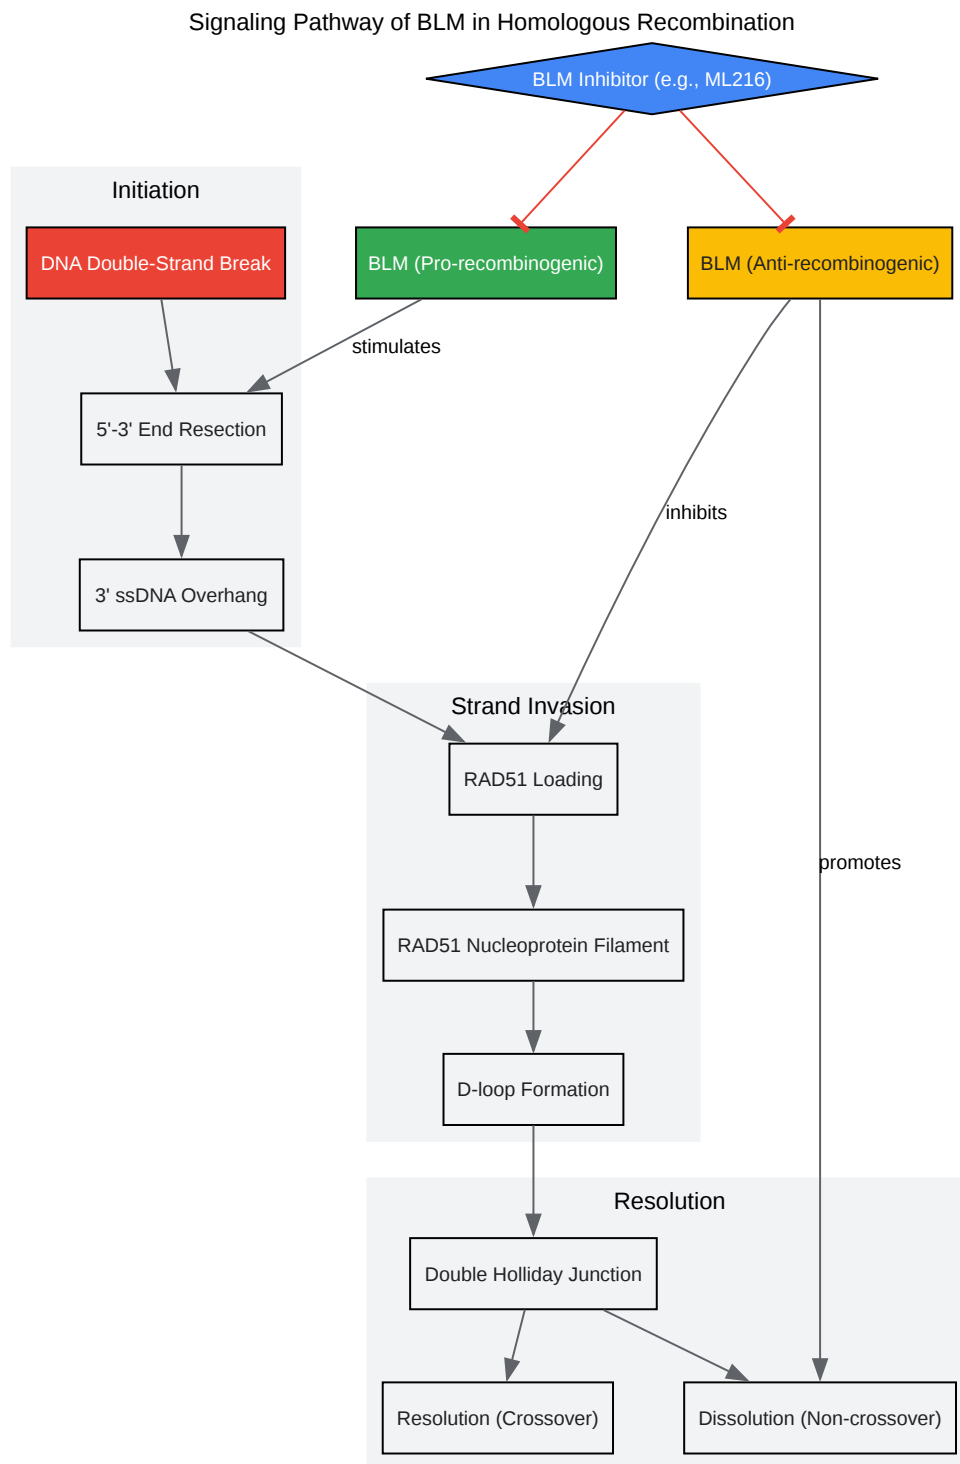 Signaling Pathway of BLM in Homologous Recombination
BLM Inhibitor (e.g., ML216)
Initiation
DNA Double-Strand Break
BLM (Pro-recombinogenic)
BLM (Anti-recombinogenic)
stimulates
5'-3' End Resection
inhibits
3' ssDNA Overhang
Strand Invasion
RAD51 Loading
promotes
RAD51 Nucleoprotein Filament
D-loop Formation
Resolution
Double Holliday Junction
Resolution (Crossover)
Dissolution (Non-crossover)